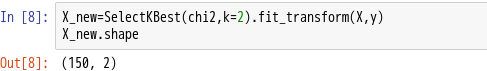 In [8]: X_new=SelectKBest(chi2,k=2).fit_transform(X,y)
X_new.shape
Out[8]: (150, 2)